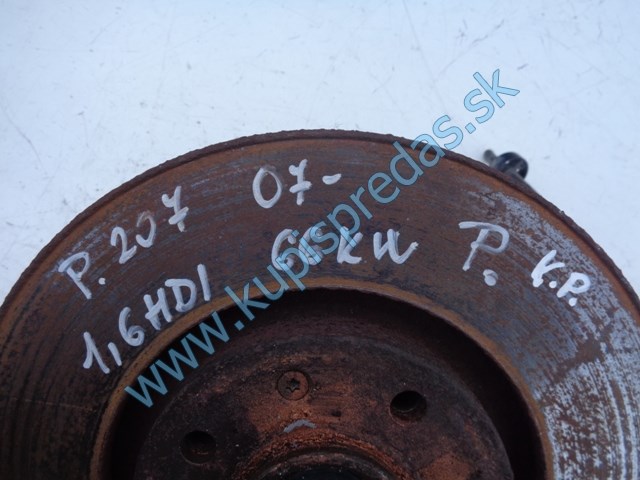 P. 207 07-
1,6HDI 66kW P. K.P.
www.kupispredas.sk